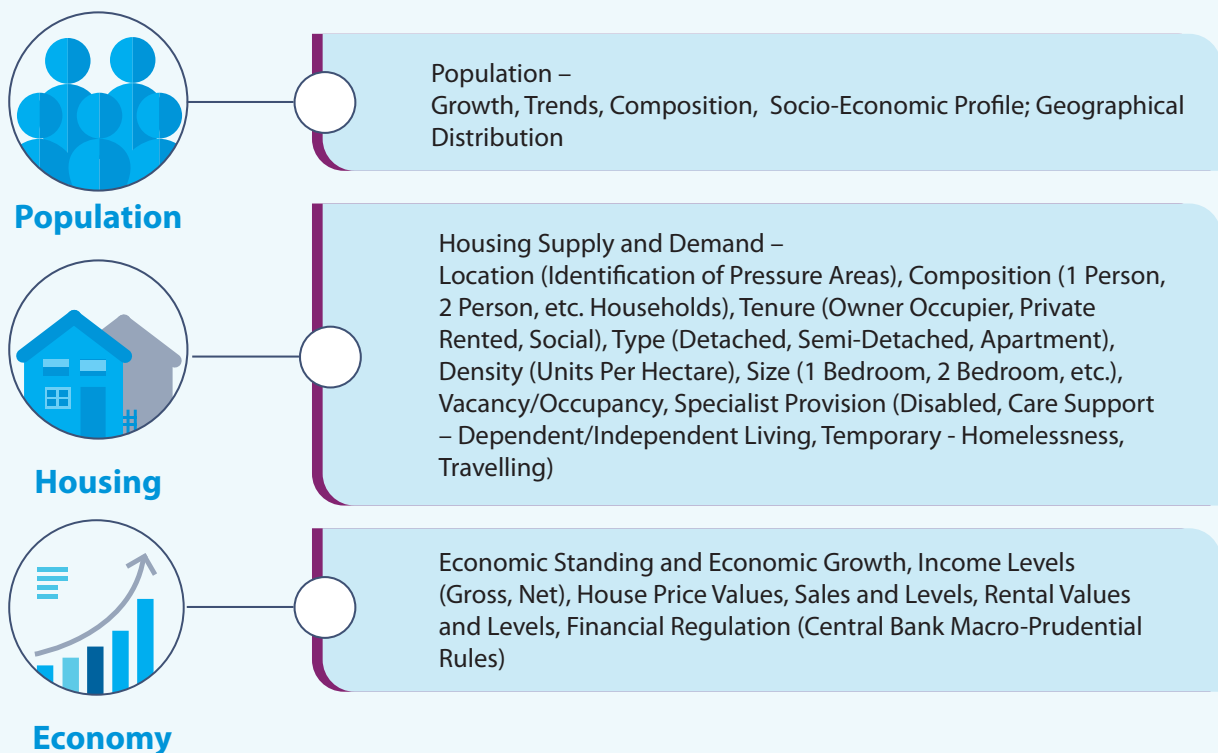 Population –
Growth, Trends, Composition, Socio-Economic Profile; Geographical
Distribution
Population
Housing Supply and Demand –
Location (Identification of Pressure Areas), Composition (1 Person,
2 Person, etc. Households), Tenure (Owner Occupier, Private
Rented, Social), Type (Detached, Semi-Detached, Apartment),
Density (Units Per Hectare), Size (1 Bedroom, 2 Bedroom, etc.),
Vacancy/Occupancy, Specialist Provision (Disabled, Care Support
– Dependent/Independent Living, Temporary - Homelessness,
Travelling)
Housing
Economic Standing and Economic Growth, Income Levels
(Gross, Net), House Price Values, Sales and Levels, Rental Values
and Levels, Financial Regulation (Central Bank Macro-Prudential
Rules)
Economy